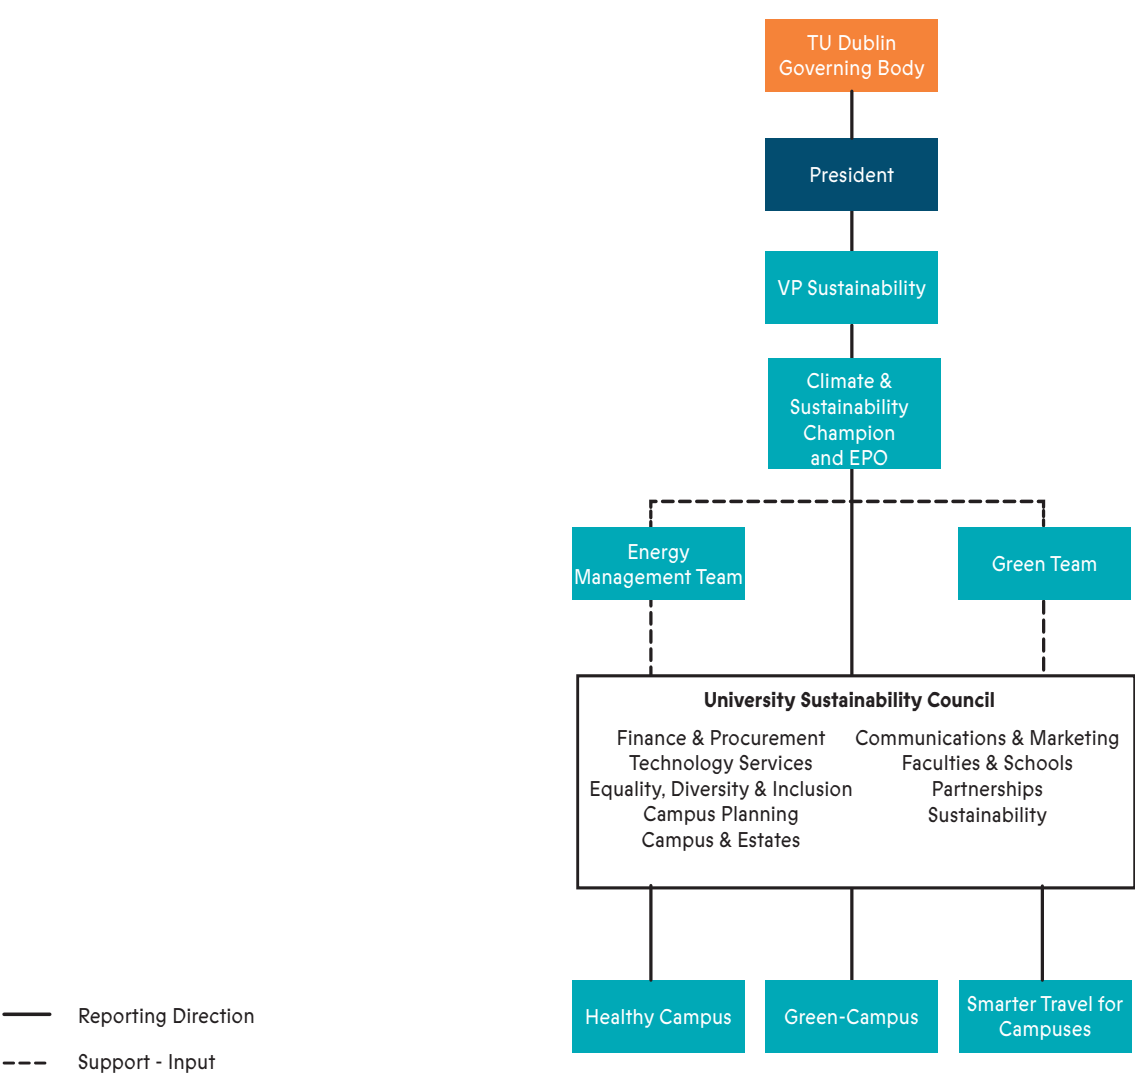 TU Dublin
Governing Body
President
VP Sustainability
Climate &
Sustainability
Champion
and EPO
Energy
Management Team
Green Team
University Sustainability Council
Finance & Procurement
Technology Services
Equality, Diversity & Inclusion
Campus Planning
Campus & Estates
Communications & Marketing
Faculties & Schools
Partnerships
Sustainability
Healthy Campus
Green-Campus
Smarter Travel for
Campuses
Reporting Direction
Support - Input